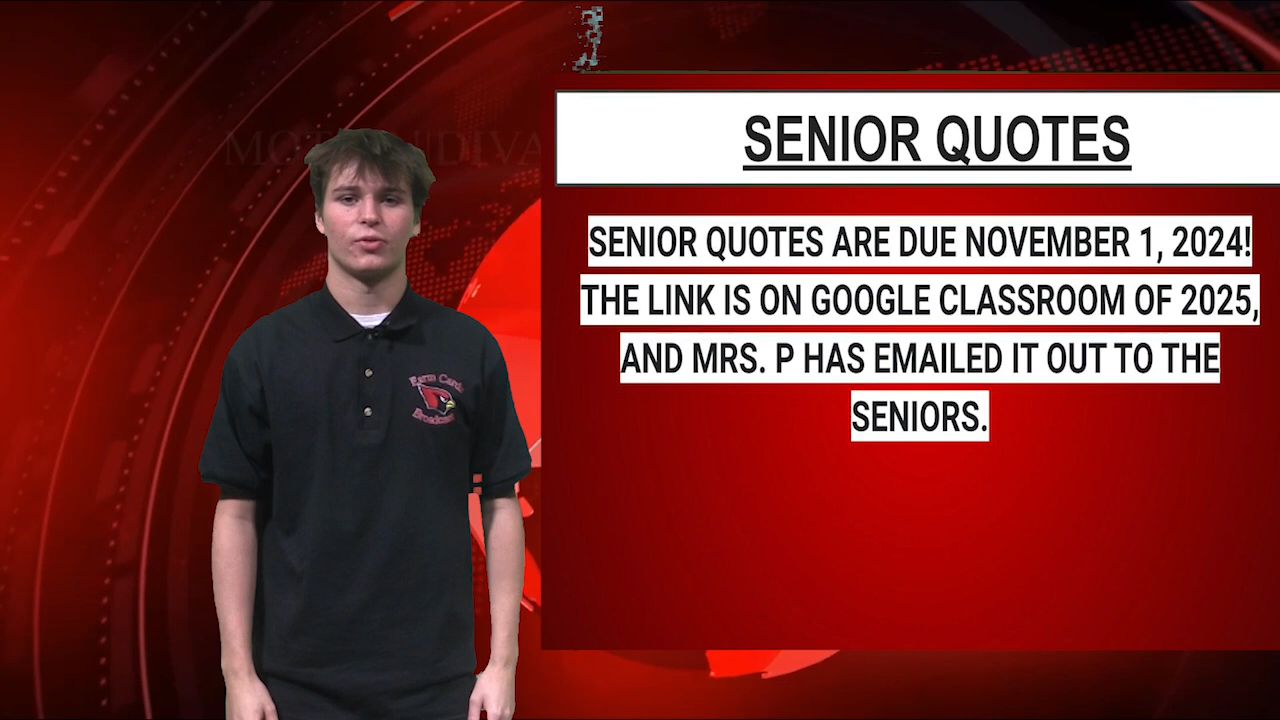 SENIOR QUOTES
SENIOR QUOTES ARE DUE NOVEMBER 1, 2024!
THE LINK IS ON GOOGLE CLASSROOM OF 2025,
AND MRS. P HAS EMAILED IT OUT TO THE
SENIORS.